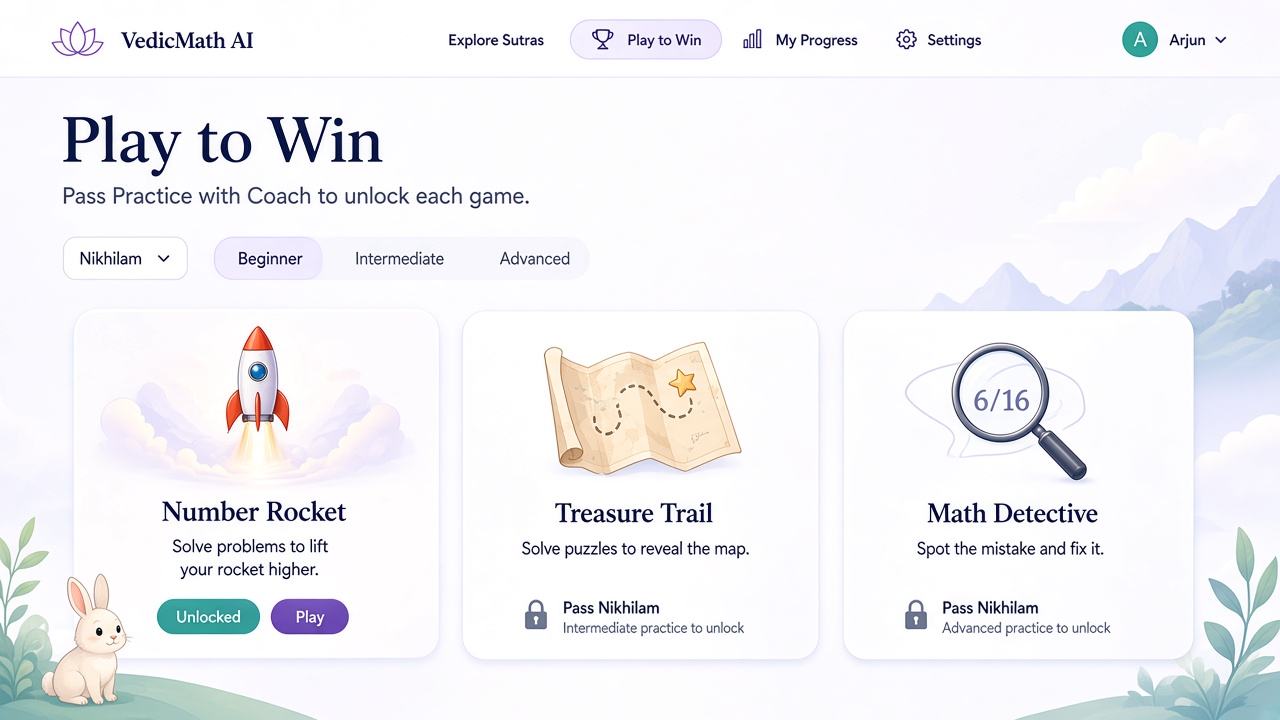 VedicMath AI
Explore Sutras
Play to Win
My Progress
Settings
A
Arjun
Play to Win
Pass Practice with Coach to unlock each game.
Nikhilam
Beginner
Intermediate
Advanced
Number Rocket
Solve problems to lift
your rocket higher.
Unlocked
Play
Treasure Trail
Solve puzzles to reveal the map.
Pass Nikhilam
Intermediate practice to unlock
6/16
Math Detective
Spot the mistake and fix it.
Pass Nikhilam
Advanced practice to unlock